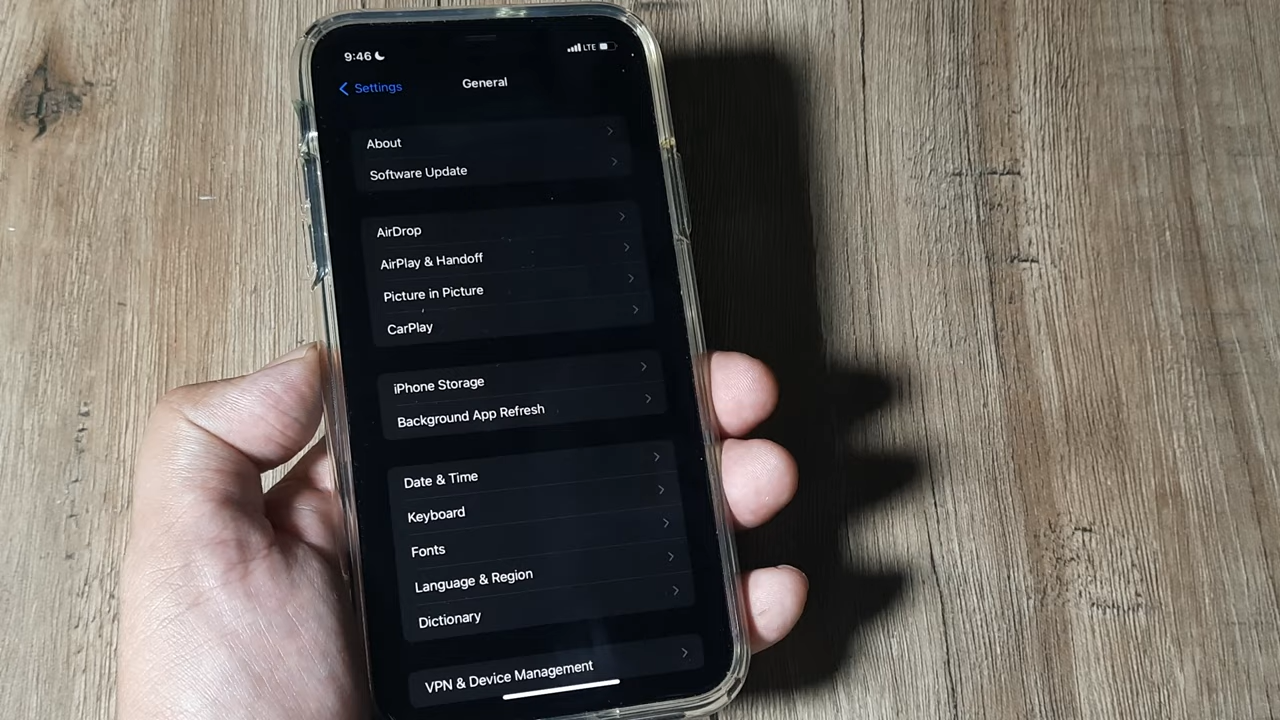 9:46
LTE
Settings
General
About
Software Update
AirDrop
AirPlay & Handoff
Picture in Picture
CarPlay
iPhone Storage
Background App Refresh
Date & Time
Keyboard
Fonts
Language & Region
Dictionary
VPN & Device Management